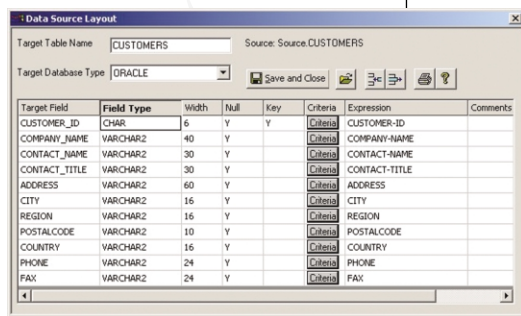 Data Source Layout
Target Table Name CUSTOMERS Source: Source.CUSTOMERS
Target Database Type ORACLE Save and Close
Target Field Field Type Width Null Key Criteria Expression Comments
CUSTOMER_ID CHAR 6 Y Y Criteria CUSTOMER-ID
COMPANY_NAME VARCHAR2 40 Y Criteria COMPANY-NAME
CONTACT_NAME VARCHAR2 30 Y Criteria CONTACT-NAME
CONTACT_TITLE VARCHAR2 30 Y Criteria CONTACT-TITLE
ADDRESS VARCHAR2 60 Y Criteria ADDRESS
CITY VARCHAR2 16 Y Criteria CITY
REGION VARCHAR2 16 Y Criteria REGION
POSTALCODE VARCHAR2 10 Y Criteria POSTALCODE
COUNTRY VARCHAR2 16 Y Criteria COUNTRY
PHONE VARCHAR2 24 Y Criteria PHONE
FAX VARCHAR2 24 Y Criteria FAX